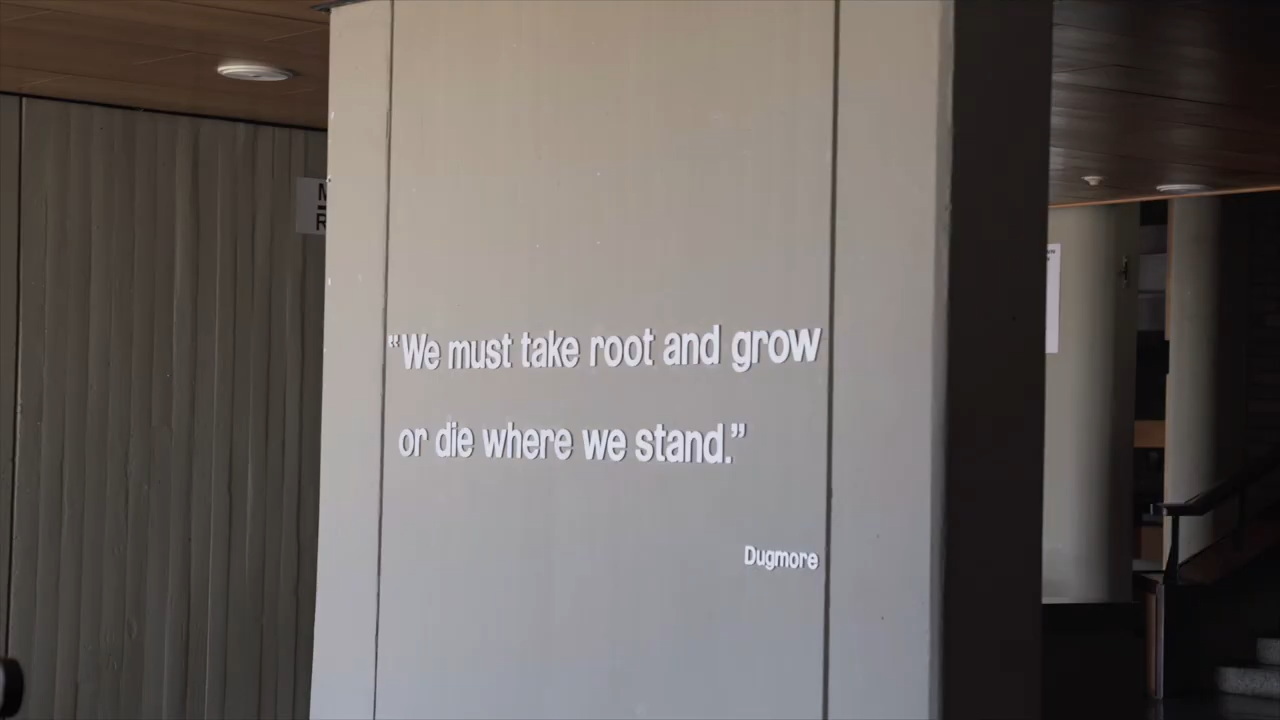 “We must take root and grow
or die where we stand.”
Dugmore